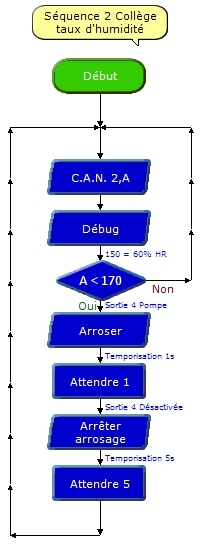 Séquence 2 Collège
taux d'humidité
Début
C.A.N. 2,A
Débug
150 = 60% HR
A < 170
Non
Oui
Sortie 4 Pompe
Arroser
Temporisation 1s
Attendre 1
Sortie 4 Désactivée
Arrêter
arrosage
Temporisation 5s
Attendre 5